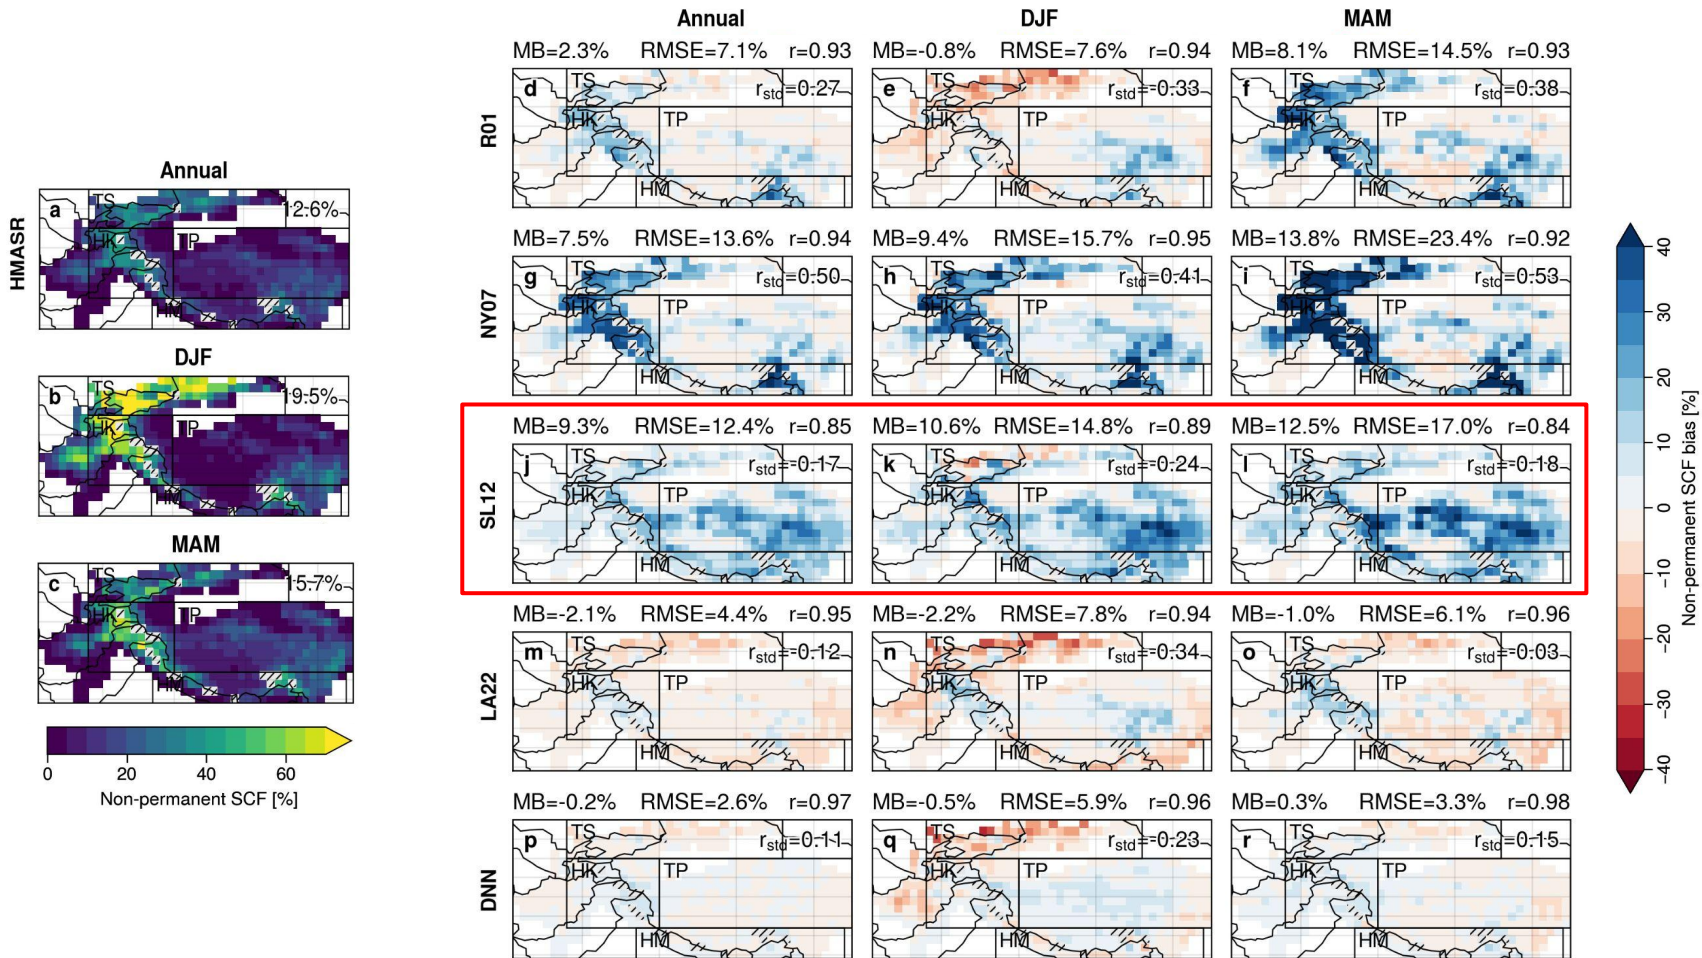 Annual DJF MAM
MB=2.3% RMSE=7.1% r=0.93 MB=-0.8% RMSE=7.6% r=0.94 MB=8.1% RMSE=14.5% r=0.93
R01
d TS HK TP HM rstd=0.27
e TS HK TP HM rstd=-0.33
f TS HK TP HM rstd=0.38
MB=7.5% RMSE=13.6% r=0.94 MB=9.4% RMSE=15.7% r=0.95 MB=13.8% RMSE=23.4% r=0.92
NY07
g TS HK TP HM rstd=0.50
h TS HK TP HM rstd=0.41
i TS HK TP HM rstd=0.53
MB=9.3% RMSE=12.4% r=0.85 MB=10.6% RMSE=14.8% r=0.89 MB=12.5% RMSE=17.0% r=0.84
SL12
j TS HK TP HM rstd=-0.17
k TS HK TP HM rstd=-0.24
l TS HK TP HM rstd=-0.18
MB=-2.1% RMSE=4.4% r=0.95 MB=-2.2% RMSE=7.8% r=0.94 MB=-1.0% RMSE=6.1% r=0.96
LA22
m TS HK TP HM rstd=-0.12
n TS HK TP HM rstd=-0.34
o TS HK TP HM rstd=-0.03
MB=-0.2% RMSE=2.6% r=0.97 MB=-0.5% RMSE=5.9% r=0.96 MB=0.3% RMSE=3.3% r=0.98
DNN
p TS HK TP HM rstd=0.11
q TS HK TP HM rstd=-0.23
r TS HK TP HM rstd=0.15
HMASR
Annual
a TS HK TP HM 12.6%
DJF
b TS HK TP HM 19.5%
MAM
c TS HK TP HM 15.7%
0 20 40 60
Non-permanent SCF [%]
40
30
20
10
0
−10
−20
−30
−40
Non-permanent SCF bias [%]